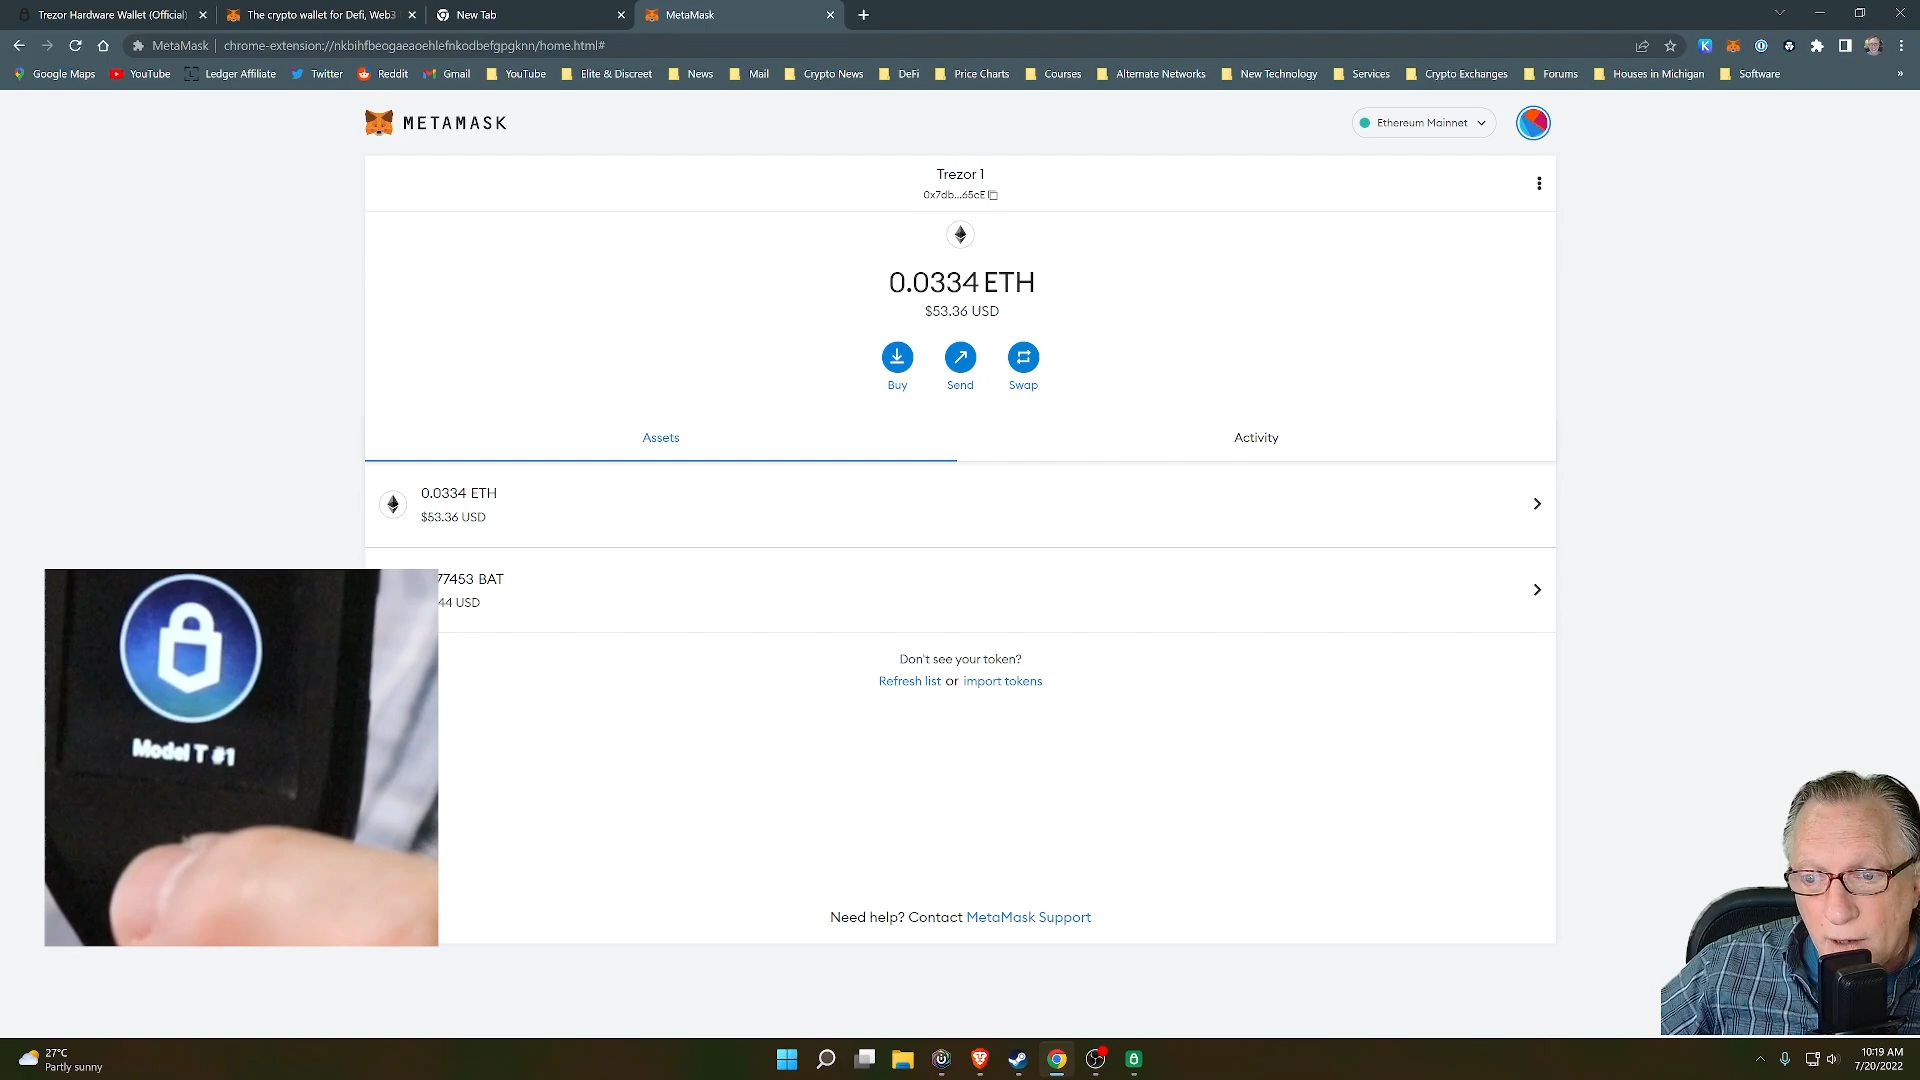 Trezor Hardware Wallet (Official)
The crypto wallet for Defi, Web3
New Tab
MetaMask
MetaMask
chrome-extension://nkbihfbeogaeaoehlefnkodbefgpgknn/home.html#
Google Maps
YouTube
Ledger Affiliate
Twitter
Reddit
Gmail
YouTube
Elite & Discreet
News
Mail
Crypto News
DeFi
Price Charts
Courses
Alternate Networks
New Technology
Services
Crypto Exchanges
Forums
Houses in Michigan
Software
METAMASK
Ethereum Mainnet
Trezor 1
0x7db...65cE
0.0334 ETH
$53.36 USD
Buy
Send
Swap
Assets
Activity
0.0334 ETH
$53.36 USD
77453 BAT
44 USD
Don't see your token?
Refresh list or import tokens
Model T #1
Need help? Contact MetaMask Support
27°C
Partly sunny
10:19 AM
7/20/2022